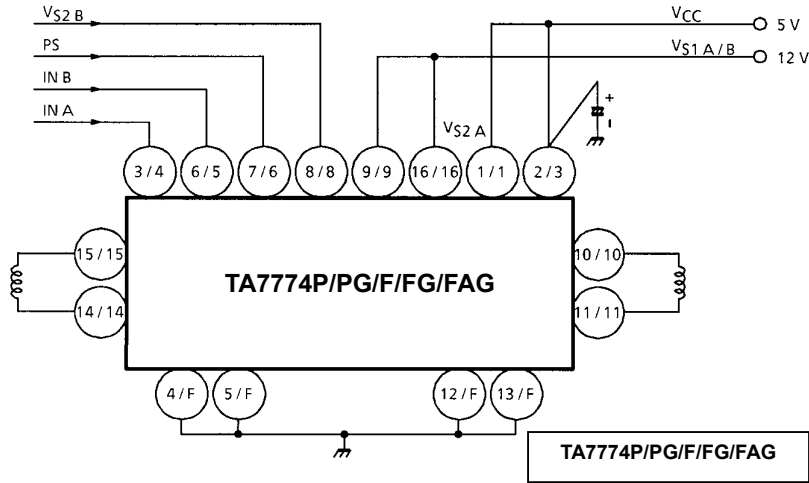 VS2 B
VCC
5 V
PS
VS1 A / B
12 V
IN B
IN A
+
-
VS2 A
3 / 4
6 / 5
7 / 6
8 / 8
9 / 9
16 / 16
1 / 1
2 / 3
15 / 15
10 / 10
TA7774P/PG/F/FG/FAG
14 / 14
11 / 11
4 / F
5 / F
12 / F
13 / F
TA7774P/PG/F/FG/FAG